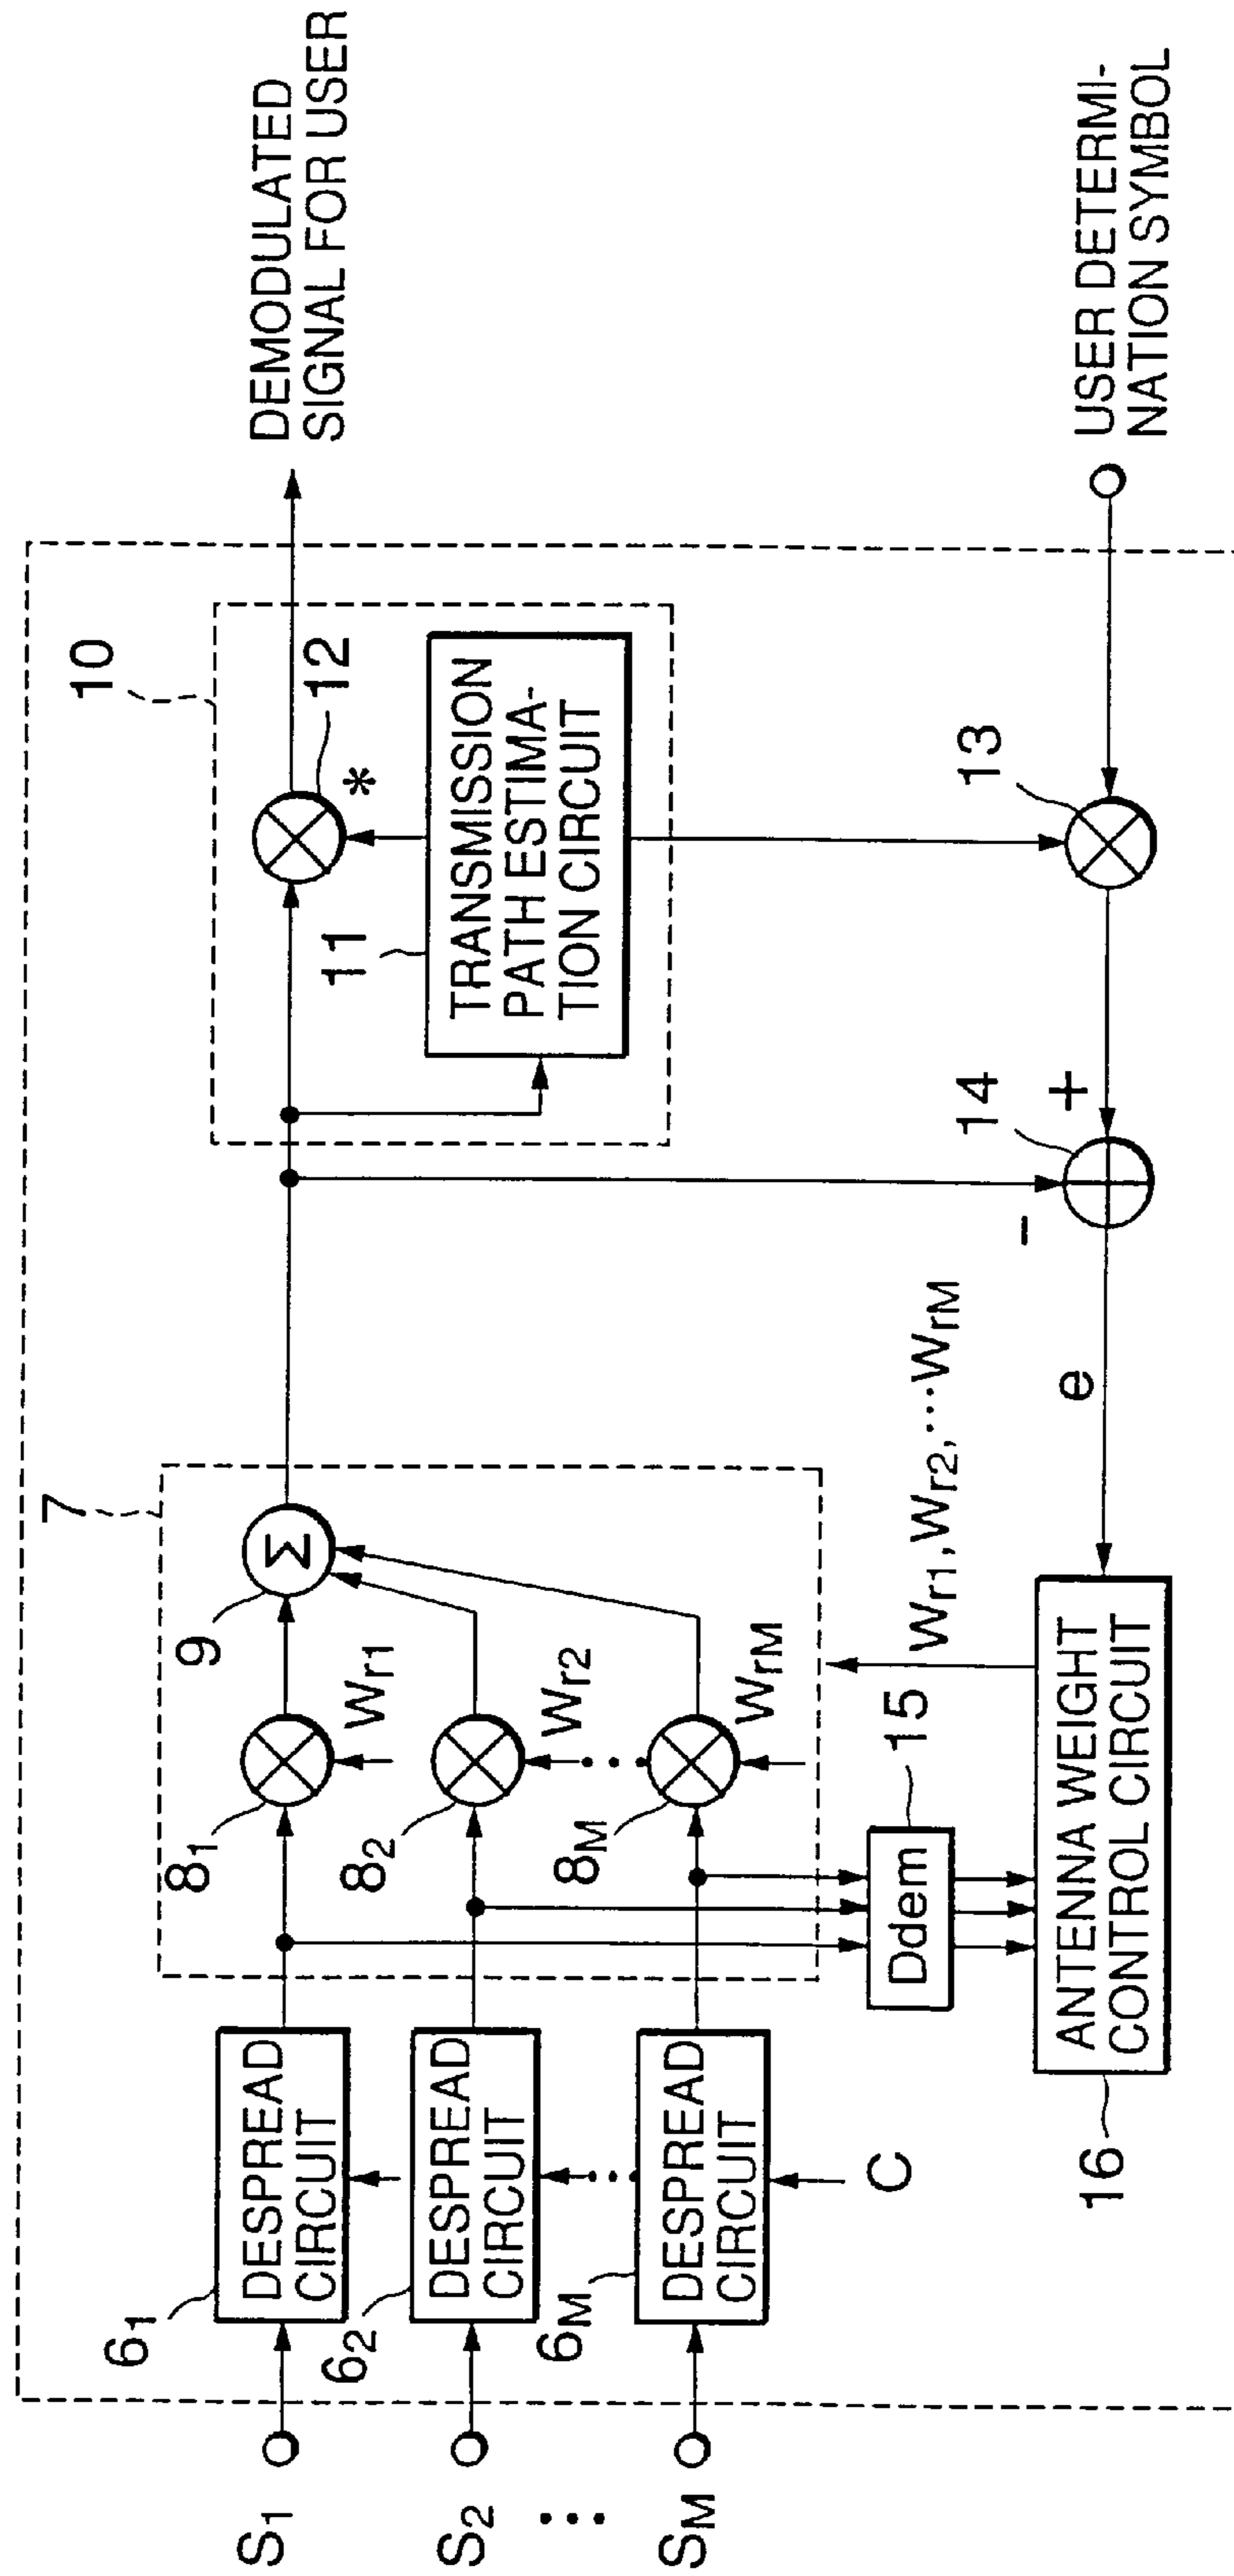 S1
S2
SM
61
DESPREAD
CIRCUIT
62
DESPREAD
CIRCUIT
6M
DESPREAD
CIRCUIT
C
7
81
Wr1
82
Wr2
8M
WrM
9
Σ
10
11
TRANSMISSION
PATH ESTIMA-
TION CIRCUIT
12
*
DEMODULATED
SIGNAL FOR USER
USER DETERMI-
NATION SYMBOL
13
14
+
-
e
15
Ddem
Wr1,Wr2,···WrM
16
ANTENNA WEIGHT
CONTROL CIRCUIT